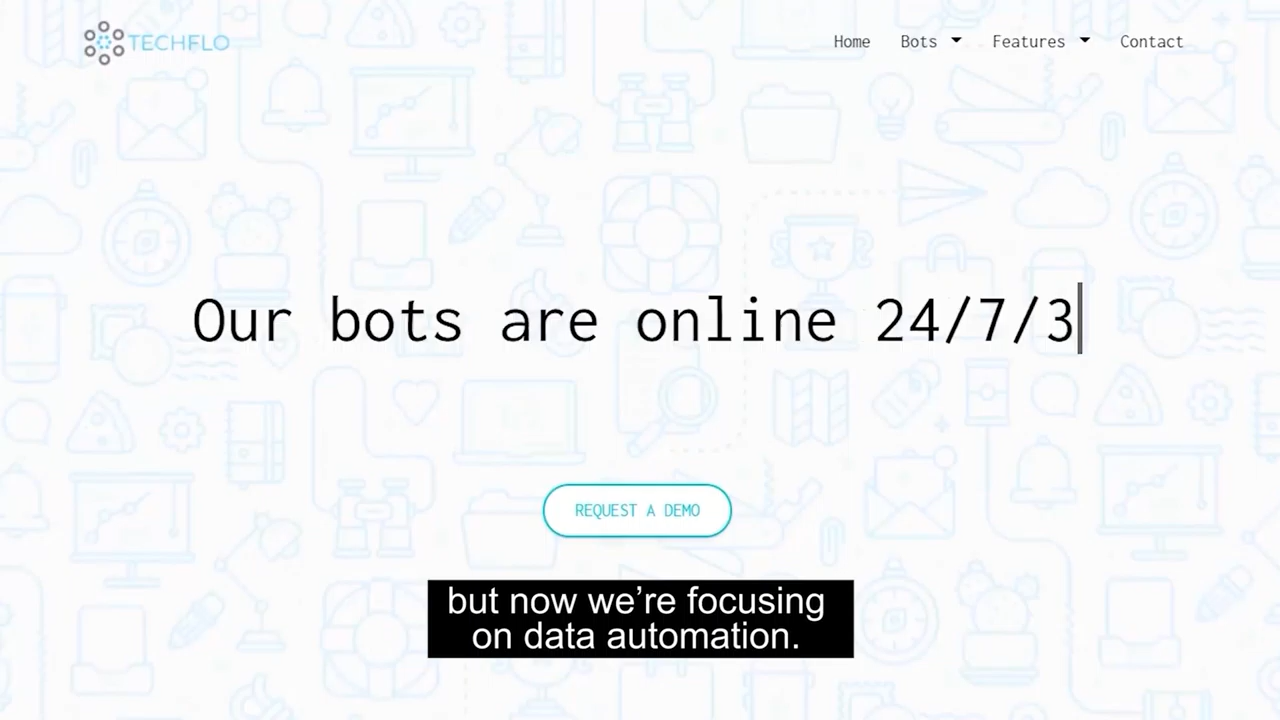 TECHFLO
Home Bots Features Contact
Our bots are online 24/7/3
REQUEST A DEMO
but now we’re focusing
on data automation.